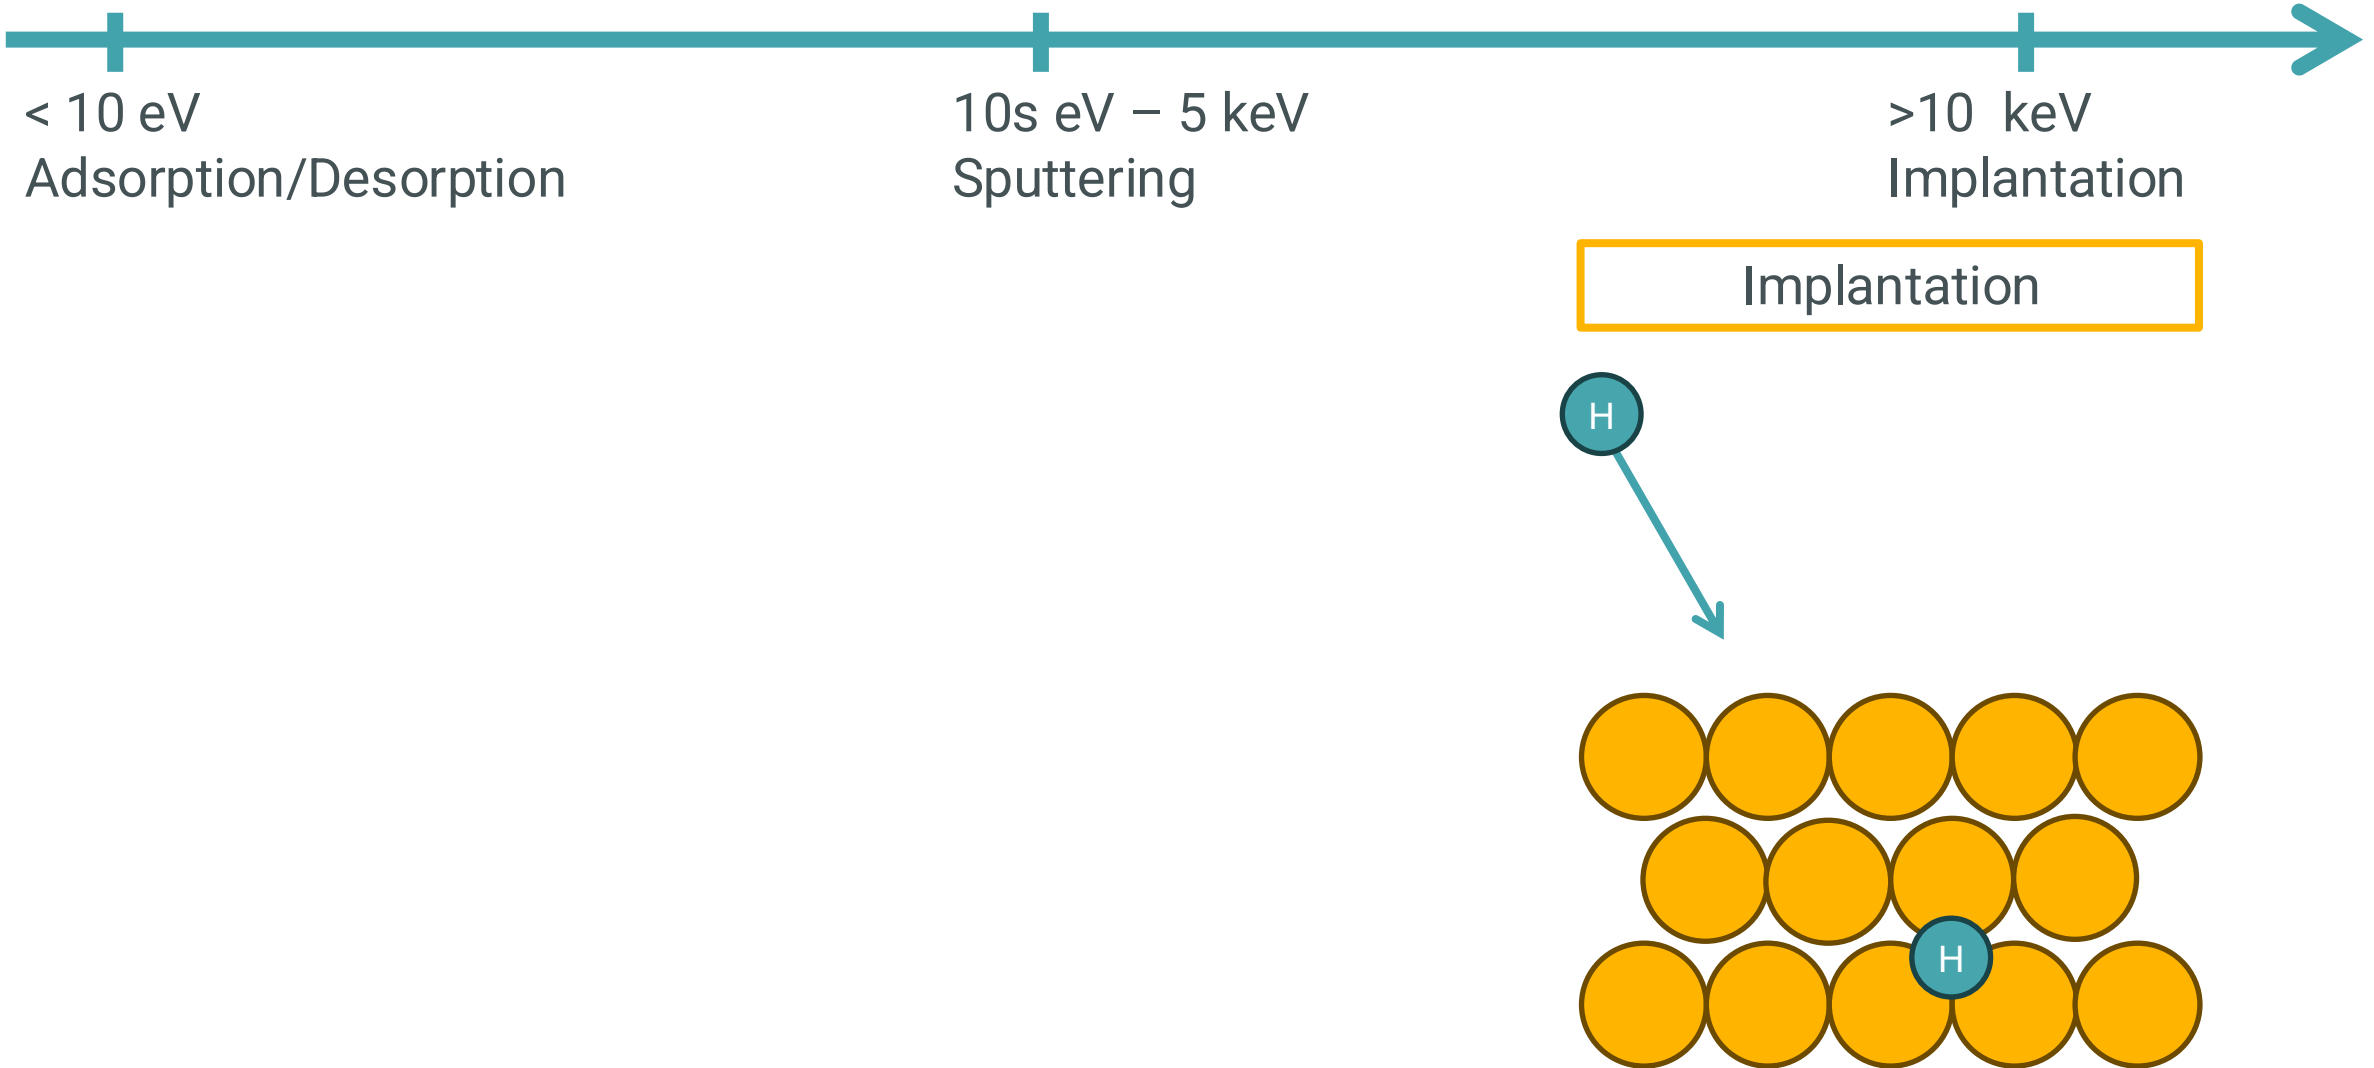 < 10 eV
Adsorption/Desorption
10s eV – 5 keV
Sputtering
>10 keV
Implantation
Implantation
H
H